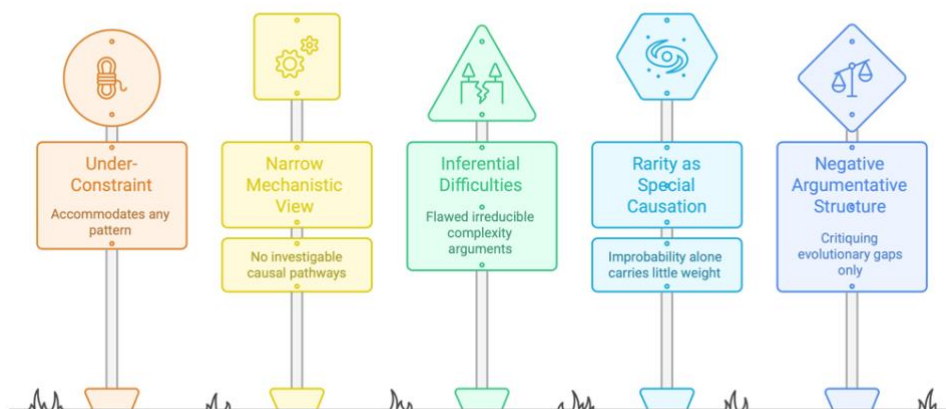 Under-
Constraint
Accommodates any
pattern
Narrow
Mechanistic
View
No investigable
causal pathways
Inferential
Difficulties
Flawed irreducible
complexity
arguments
Rarity as
Special
Causation
Improbability alone
carries little weight
Negative
Argumentative
Structure
Critiquing
evolutionary gaps
only